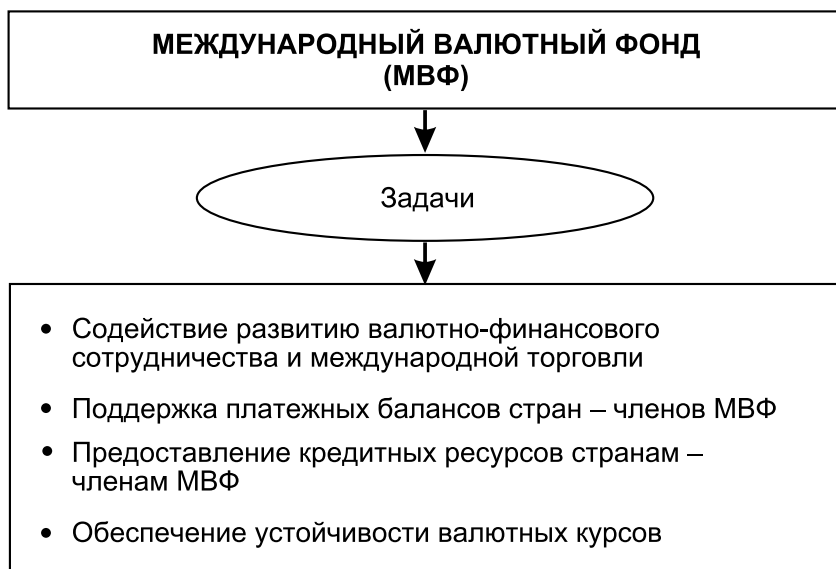 МЕЖДУНАРОДНЫЙ ВАЛЮТНЫЙ ФОНД
(МВФ)
Задачи
• Содействие развитию валютно-финансового
сотрудничества и международной торговли
• Поддержка платежных балансов стран – членов МВФ
• Предоставление кредитных ресурсов странам –
членам МВФ
• Обеспечение устойчивости валютных курсов